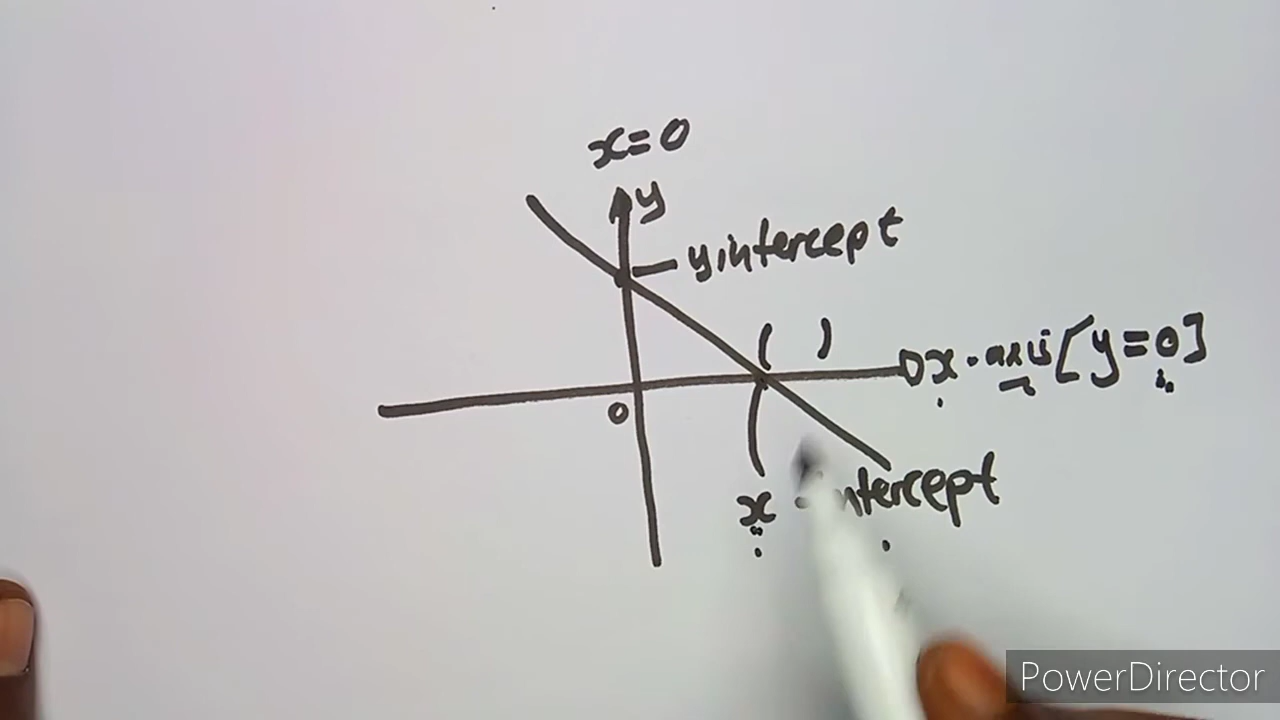 x=0
y
y intercept
( )
x-axis [y=0]
0
x-intercept
PowerDirector